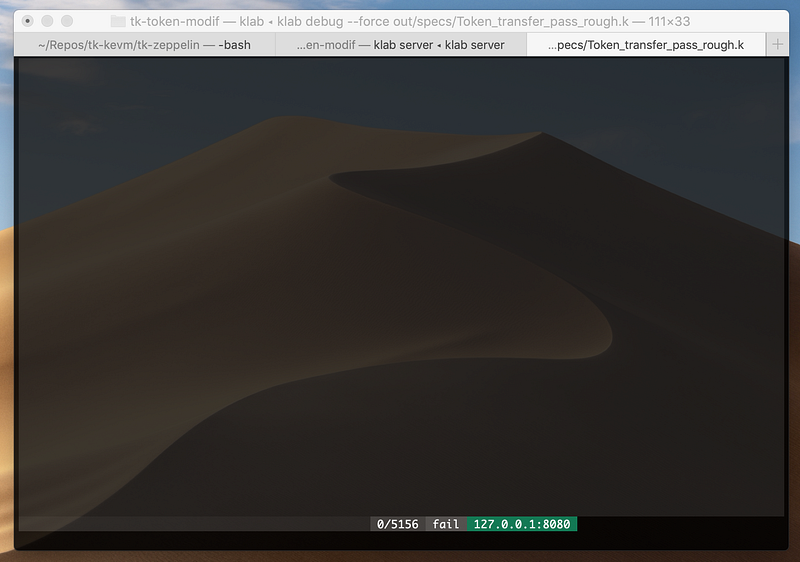 tk-token-modif — klab ◂ klab debug --force out/specs/Token_transfer_pass_rough.k — 111×33
~/Repos/tk-kevm/tk-zeppelin — -bash
...en-modif — klab server ◂ klab server
...pecs/Token_transfer_pass_rough.k
0/5156 fail 127.0.0.1:8080